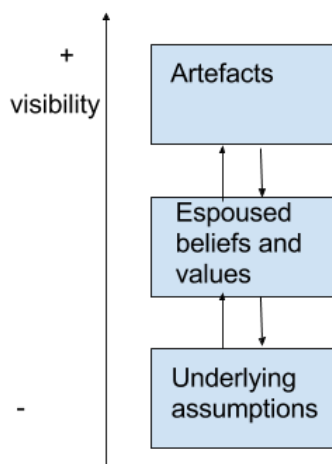 +
visibility
Artefacts
Espoused
beliefs and
values
Underlying
assumptions
-